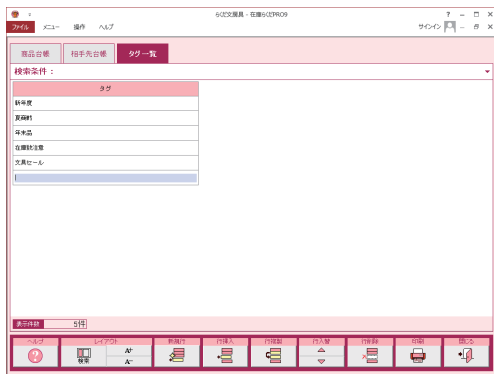 らくだ文房具 - 在庫らくだPRO9
ファイル メニュー 操作 ヘルプ サインイン
商品台帳 相手先台帳 タグ一覧
検索条件：
タグ
新年度
夏商戦
年末品
在庫数注意
文具セール
表示件数 5件
ヘルプ レイアウト 新規行 行挿入 行複製 行入替 行削除 印刷 閉じる
検索 A+
A-